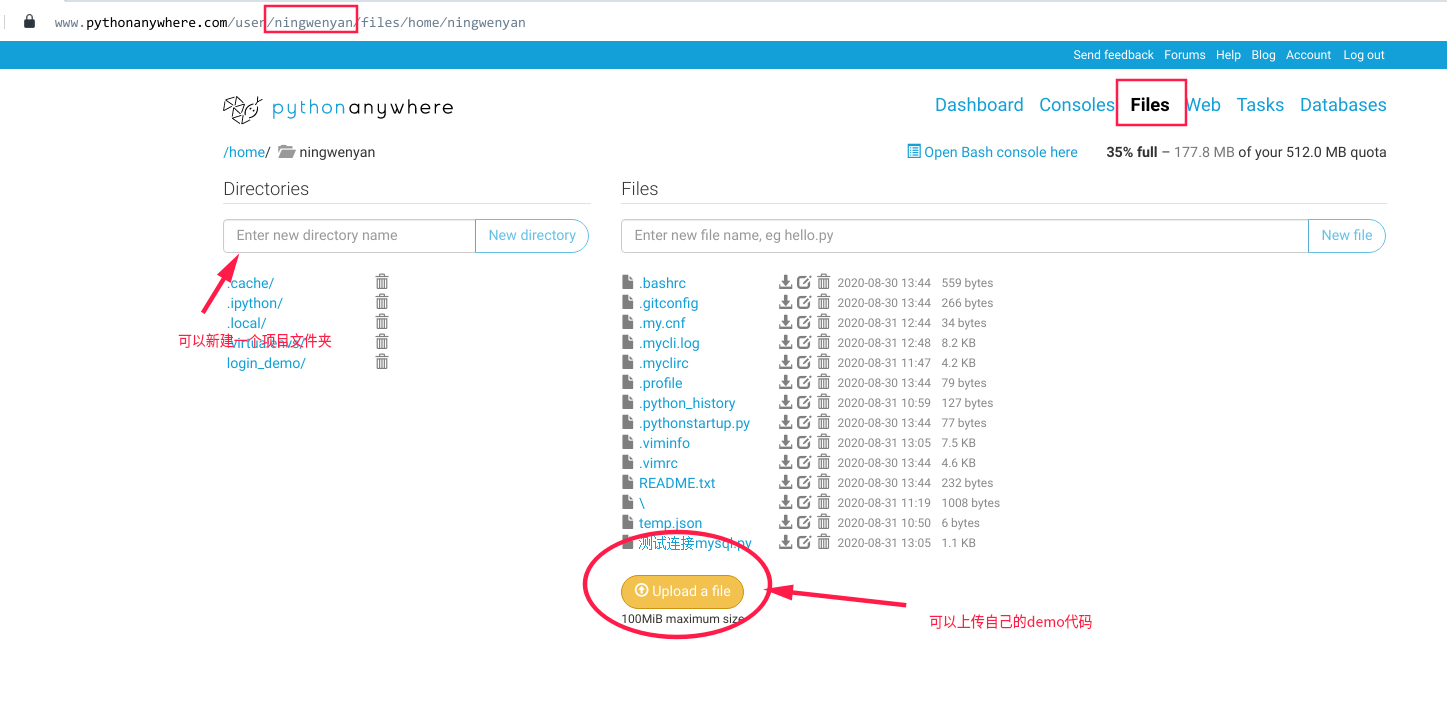 www.pythonanywhere.com/user/ningwenyan/files/home/ningwenyan
Send feedback Forums Help Blog Account Log out
pythonanywhere
Dashboard Consoles Files Web Tasks Databases
/home/ ningwenyan
Open Bash console here 35% full – 177.8 MB of your 512.0 MB quota
Directories
Enter new directory name New directory
.cache/
.ipython/
.local/
.virtualenvs/
可以新建一个项目文件夹
login_demo/
Files
Enter new file name, eg hello.py New file
.bashrc 2020-08-30 13:44 559 bytes
.gitconfig 2020-08-30 13:44 266 bytes
.my.cnf 2020-08-31 12:44 34 bytes
.mycli.log 2020-08-31 12:48 8.2 KB
.myclirc 2020-08-31 11:47 4.2 KB
.profile 2020-08-30 13:44 79 bytes
.python_history 2020-08-31 10:59 127 bytes
.pythonstartup.py 2020-08-30 13:44 77 bytes
.viminfo 2020-08-31 13:05 7.5 KB
.vimrc 2020-08-30 13:44 4.6 KB
README.txt 2020-08-30 13:44 232 bytes
\ 2020-08-31 11:19 1008 bytes
temp.json 2020-08-31 10:50 6 bytes
测试连接mysql.py 2020-08-31 13:05 1.1 KB
Upload a file
100MiB maximum size
可以上传自己的demo代码